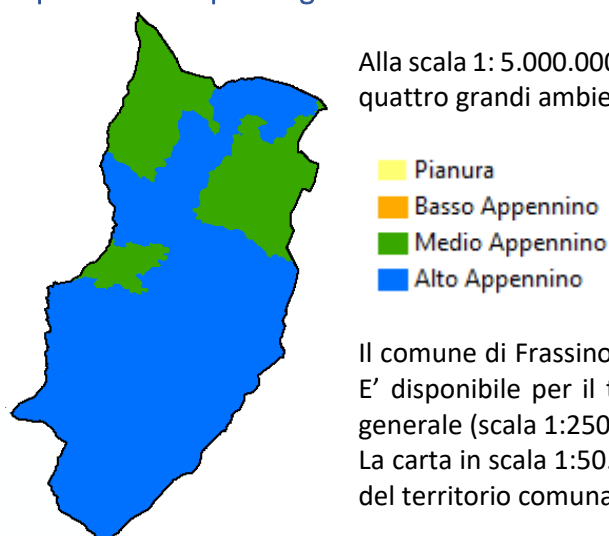 Alla scala 1: 5.000.000
quattro grandi ambie
Pianura
Basso Appennino
Medio Appennino
Alto Appennino
Il comune di Frassino
E’ disponibile per il t
generale (scala 1:250
La carta in scala 1:50.
del territorio comuna